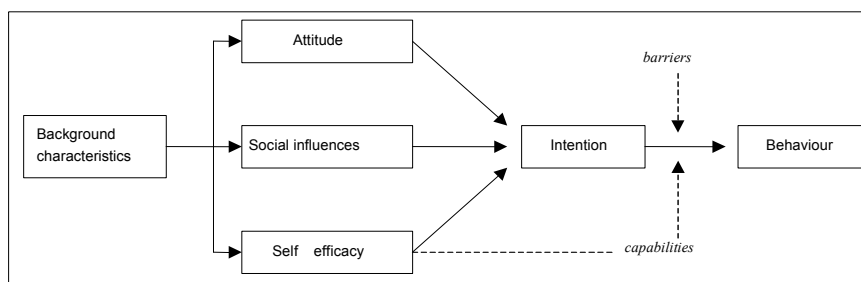 Attitude
barriers
Background
characteristics
Social influences
Intention
Behaviour
Self efficacy
capabilities